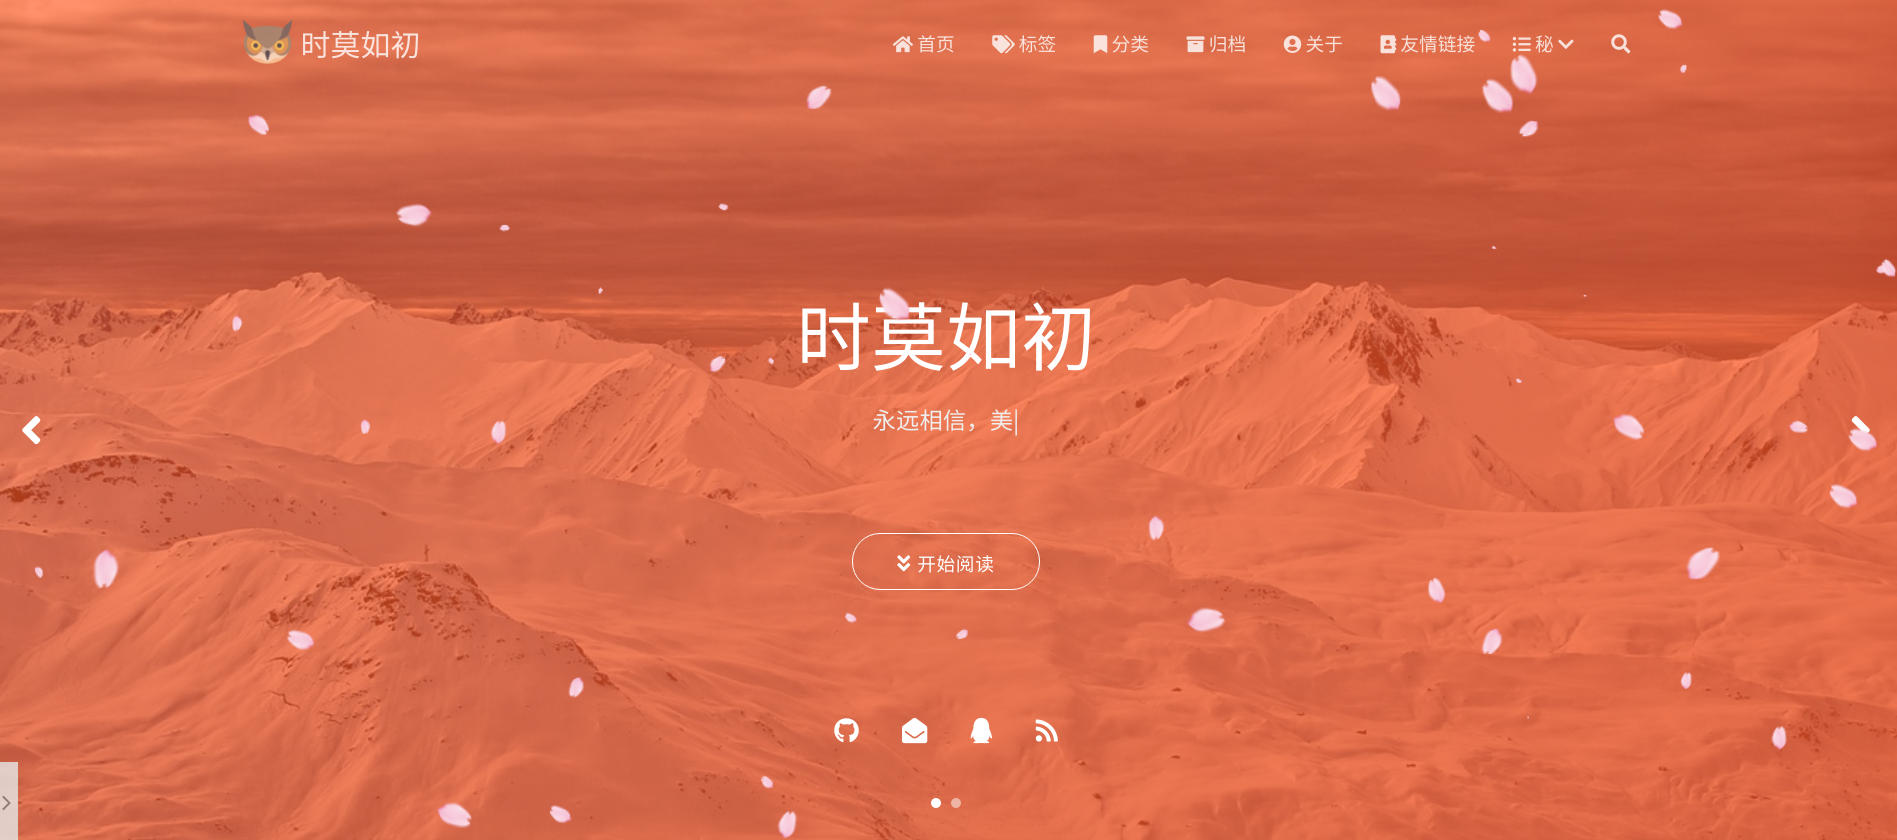 时莫如初
首页 标签 分类 归档 关于 友情链接 秘
时莫如初
永远相信，美|
开始阅读